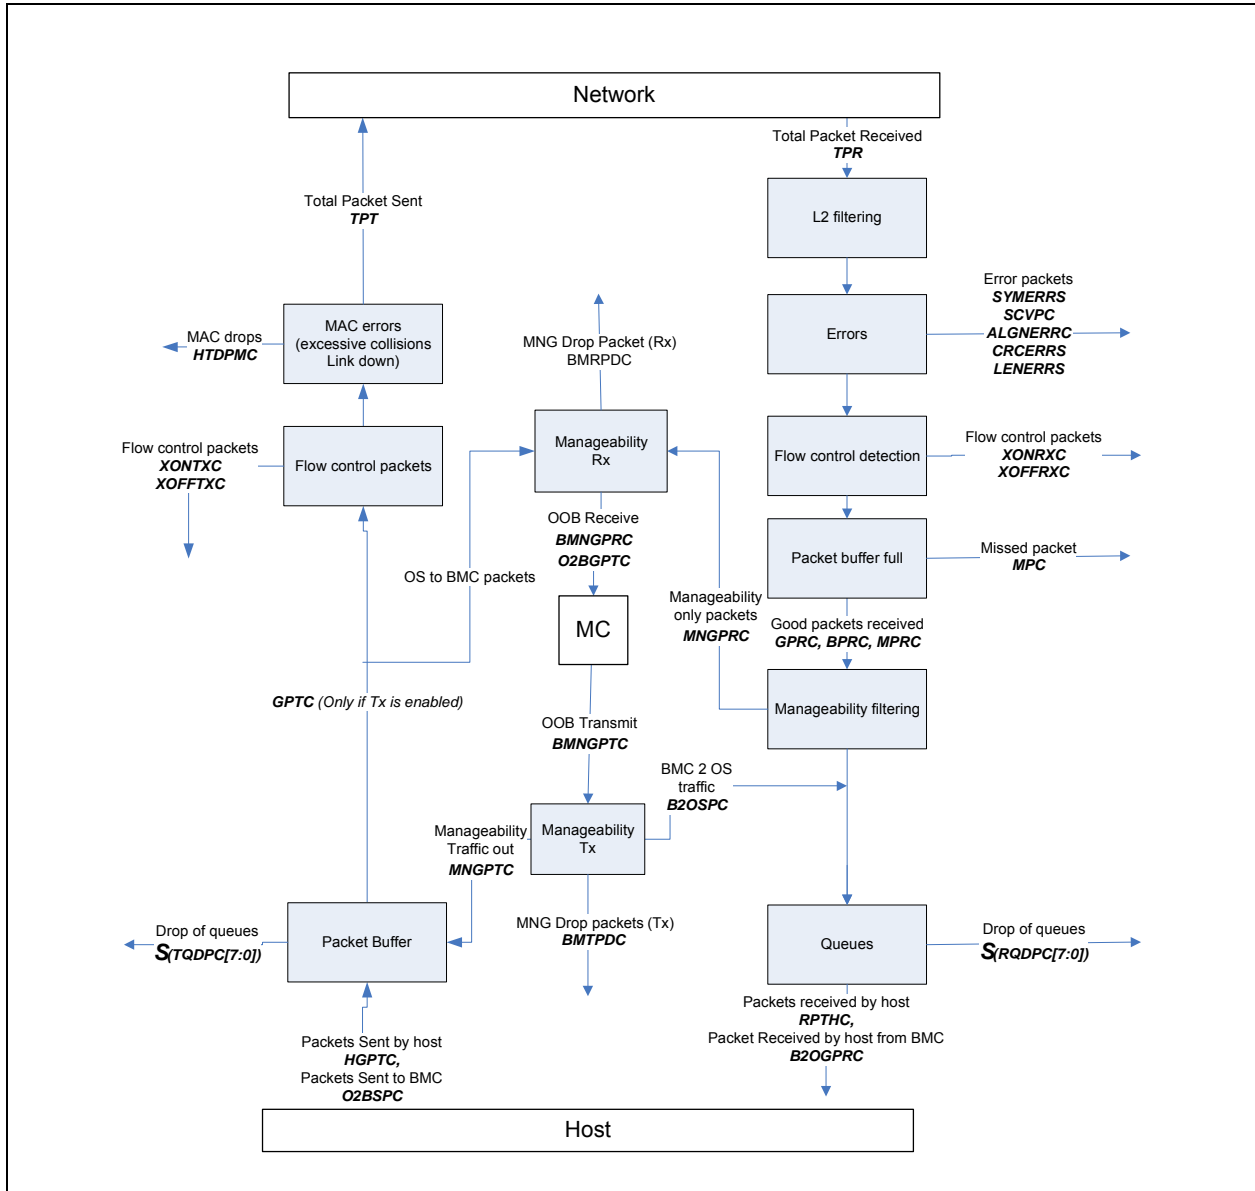 Network
Total Packet Received
TPR
Total Packet Sent
TPT
L2 filtering
Error packets
SYMERRS
SCVPC
ALGNERRC
CRCERRS
LENERRS
Errors
MAC drops
HTDPMC
MAC errors
(excessive collisions
Link down)
MNG Drop Packet (Rx)
BMRPDC
Flow control packets
XONTXC
XOFFTXC
Flow control packets
Manageability
Rx
Flow control detection
Flow control packets
XONRXC
XOFFRXC
OOB Receive
BMNGPRC
O2BGPTC
OS to BMC packets
Packet buffer full
Missed packet
MPC
Manageability
only packets
MNGPRC
Good packets received
GPRC, BPRC, MPRC
MC
GPTC (Only if Tx is enabled)
Manageability filtering
OOB Transmit
BMNGPTC
BMC 2 OS
traffic
B2OSPC
Manageability
Traffic out
MNGPTC
Manageability
Tx
MNG Drop packets (Tx)
BMTPDC
Drop of queues
S(TQDPC[7:0])
Packet Buffer
Queues
Drop of queues
S(RQDPC[7:0])
Packets Sent by host
HGPTC,
Packets Sent to BMC
O2BSPC
Packets received by host
RPTHC,
Packet Received by host from BMC
B2OGPRC
Host